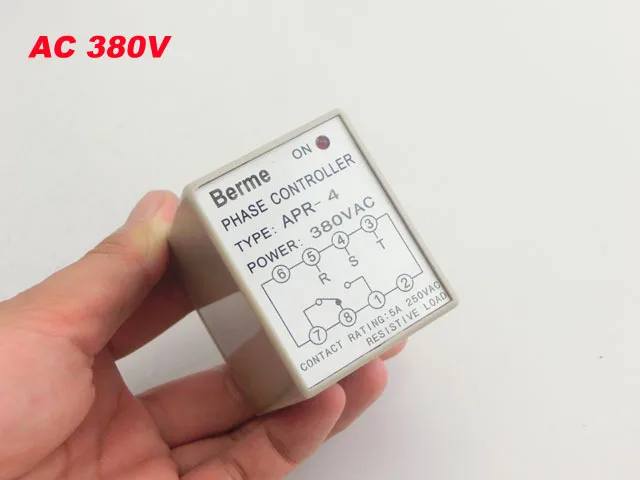 AC 380V
ON
Berme
PHASE CONTROLLER
TYPE: APR-4
POWER: 380VAC
6 5 4 3
R S T
7 8 1 2
CONTACT RATING:5A 250VAC
RESISTIVE LOAD